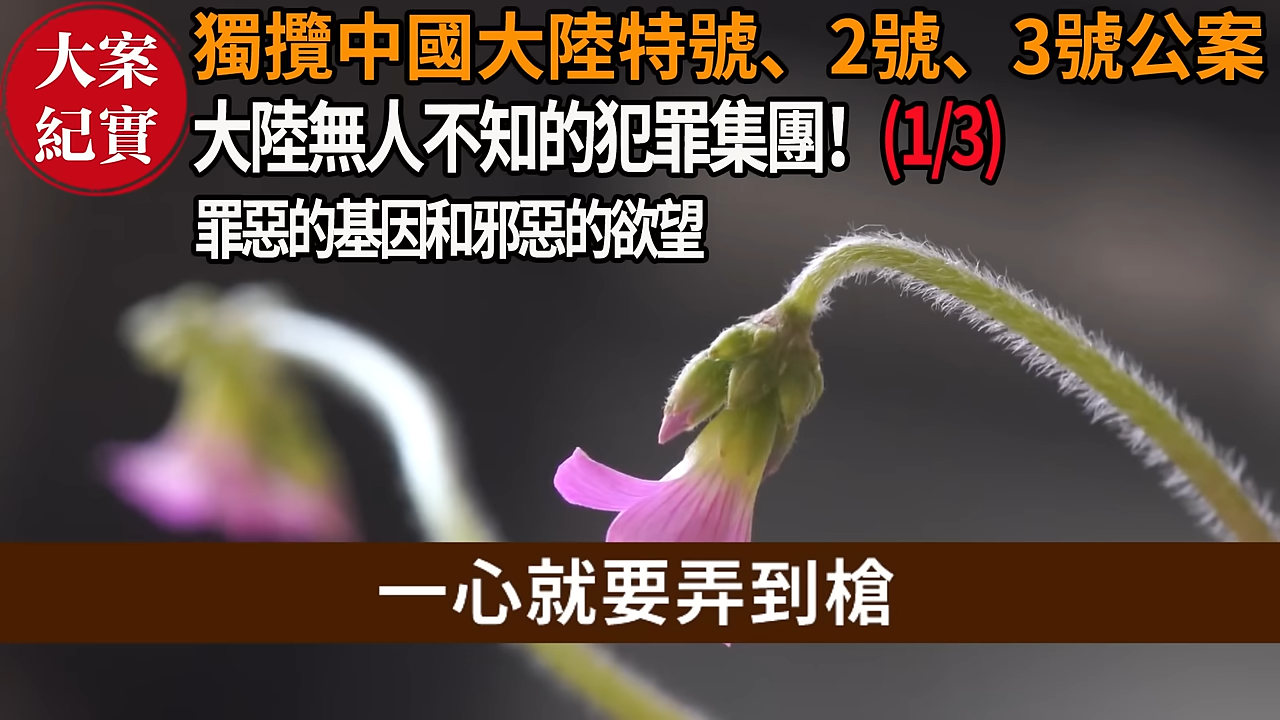 大案
紀實
獨攬中國大陸特號、2號、3號公案
大陸無人不知的犯罪集團！(1/3)
罪惡的基因和邪惡的欲望
一心就要弄到槍